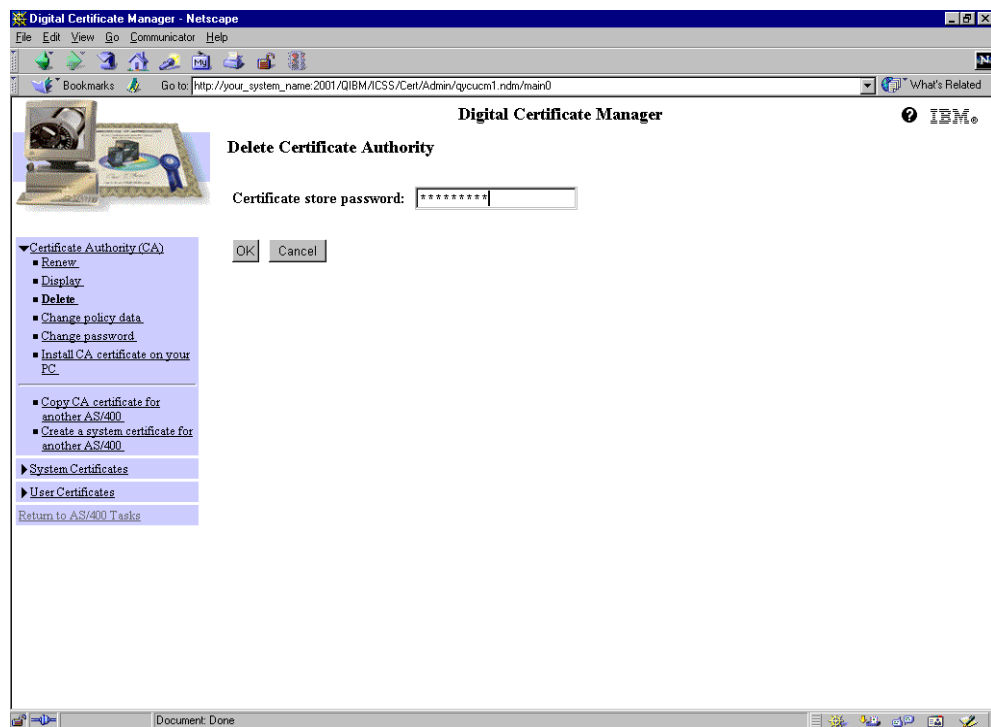 Digital Certificate Manager - Netscape
File Edit View Go Communicator Help
My
Bookmarks Go to: http://your_system_name:2001/QIBM/ICSS/Cert/Admin/qycucm1.ndm/main0 What's Related
Digital Certificate Manager
IBM®
Delete Certificate Authority
Certificate store password: *********
OK Cancel
Certificate Authority (CA)
Renew
Display
Delete
Change policy data
Change password
Install CA certificate on your
PC
Copy CA certificate for
another AS/400
Create a system certificate for
another AS/400
System Certificates
User Certificates
Return to AS/400 Tasks
Document: Done